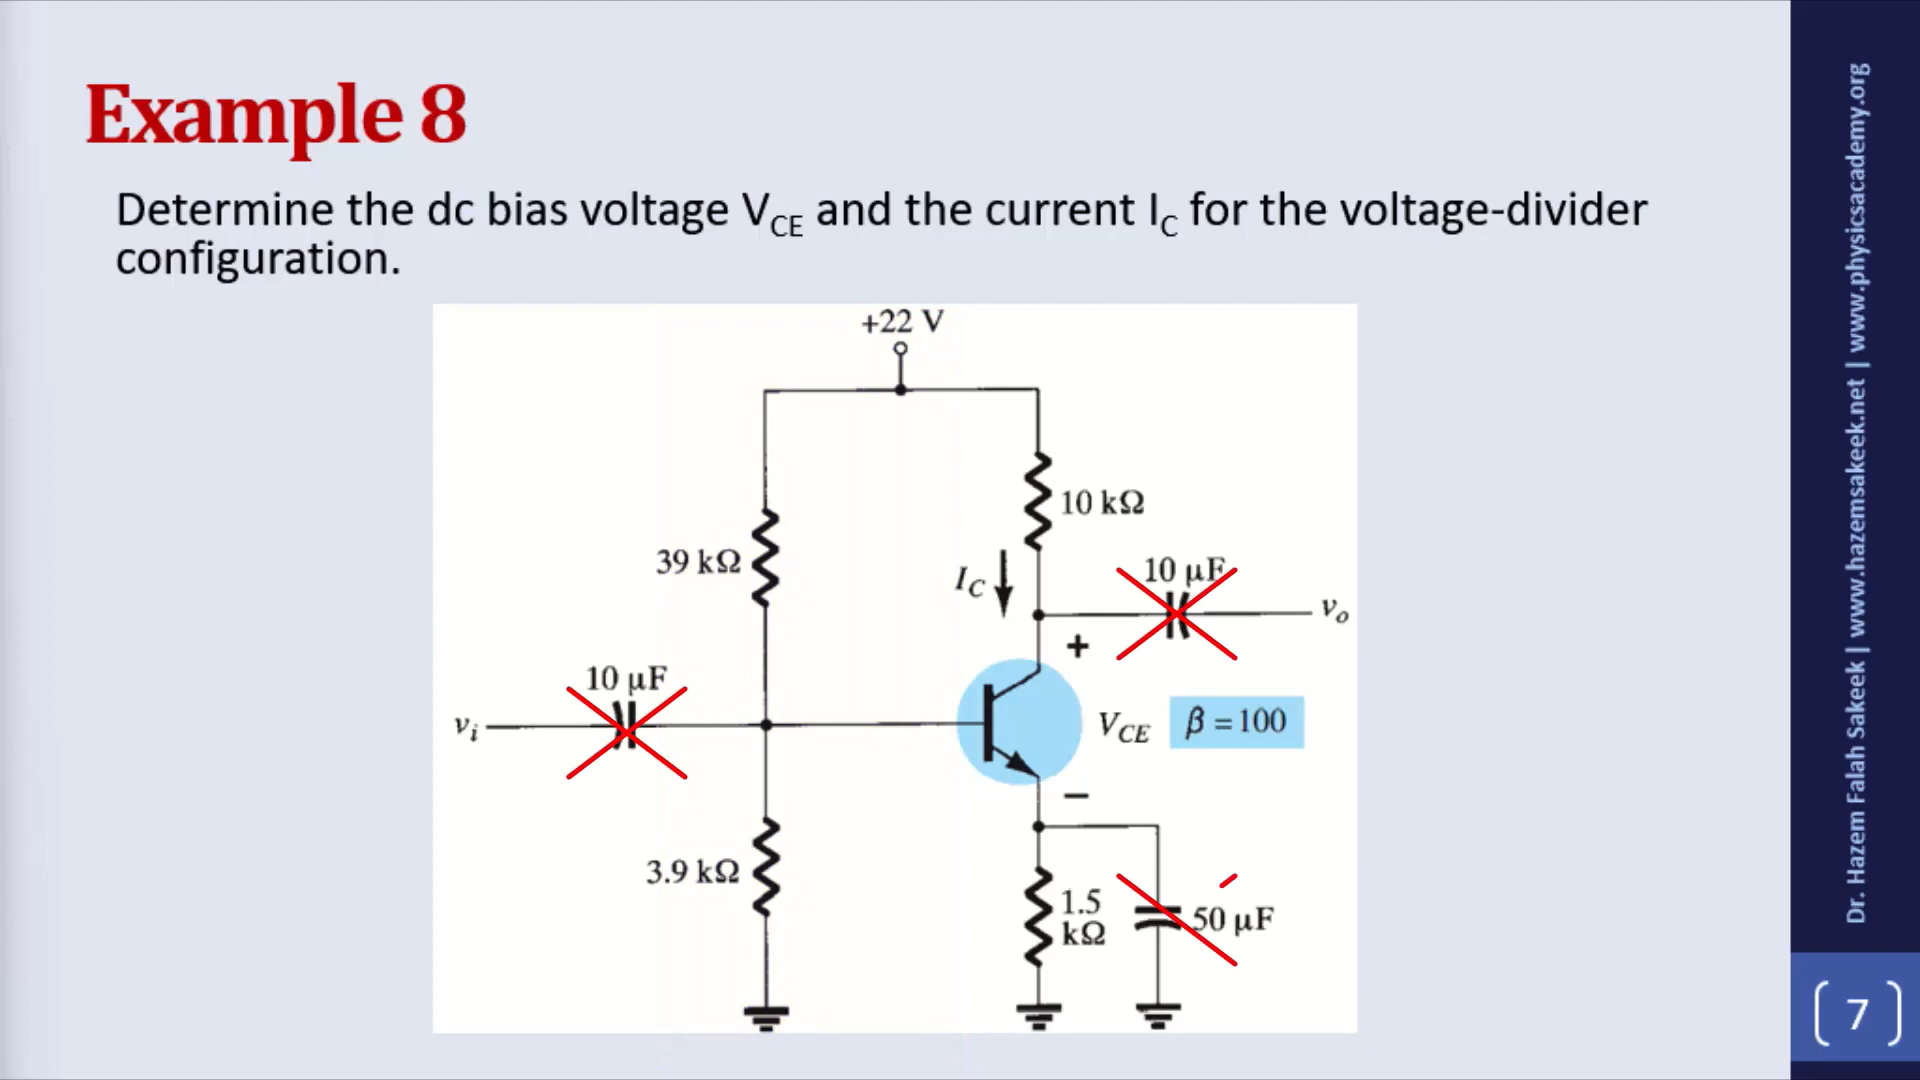 Example 8
Determine the dc bias voltage V_CE and the current I_C for the voltage-divider
configuration.
+22 V
10 kΩ
39 kΩ
I_C
10 μF
v_o
+
10 μF
v_i
V_CE
β = 100
−
3.9 kΩ
1.5
kΩ
50 μF
Dr. Hazem Falah Sakeek | www.hazemsakeek.net | www.physicsacademy.org
7